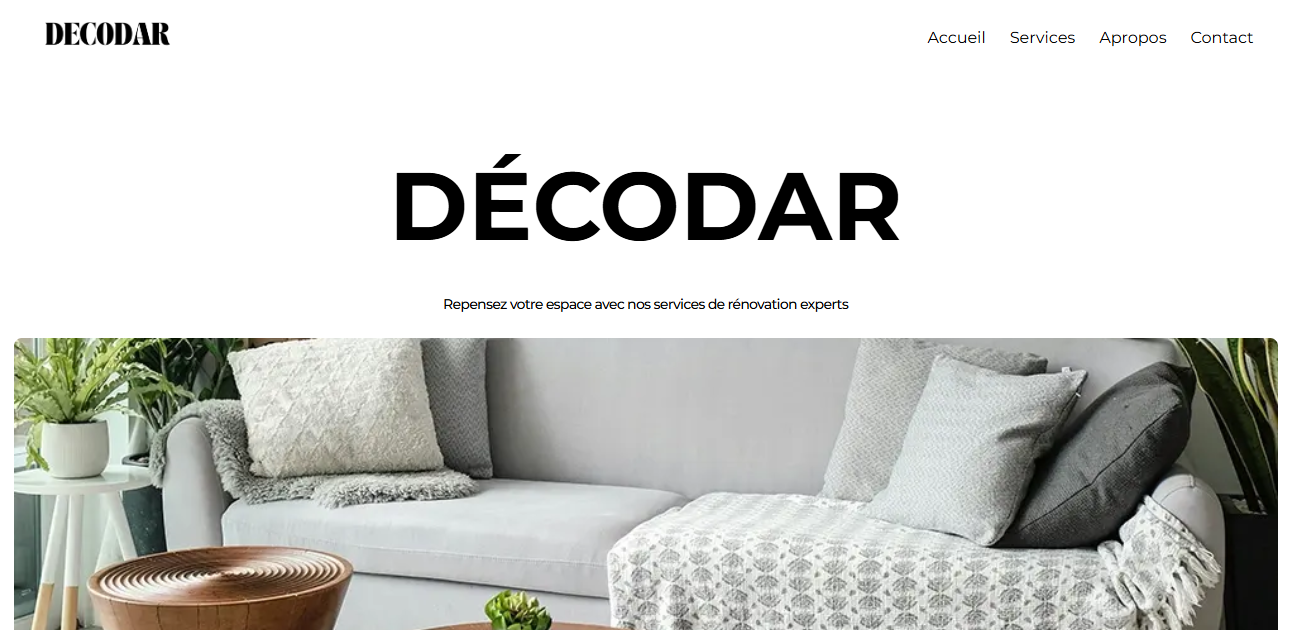 DECODAR
Accueil Services Apropos Contact
DÉCODAR
Repensez votre espace avec nos services de rénovation experts